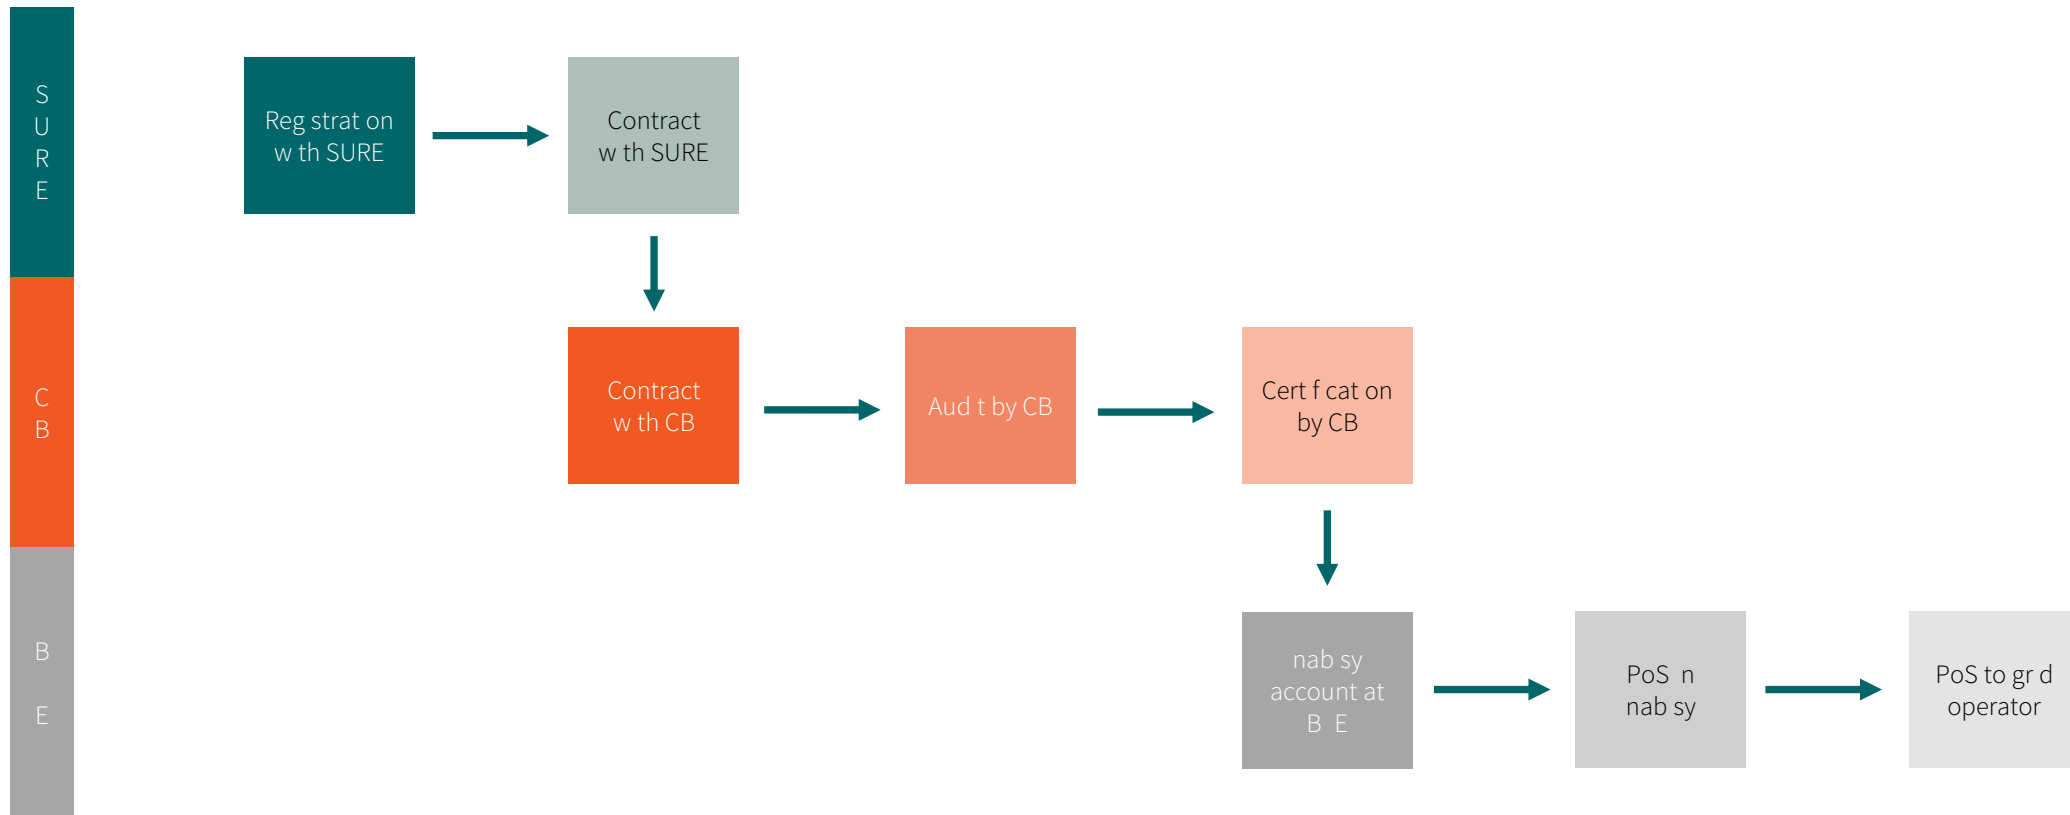 S
U
R
E
Reg strat on
w th SURE
Contract
w th SURE
C
B
Contract
w th CB
Aud t by CB
Cert f cat on
by CB
B
E
nab sy
account at
B E
PoS n
nab sy
PoS to gr d
operator